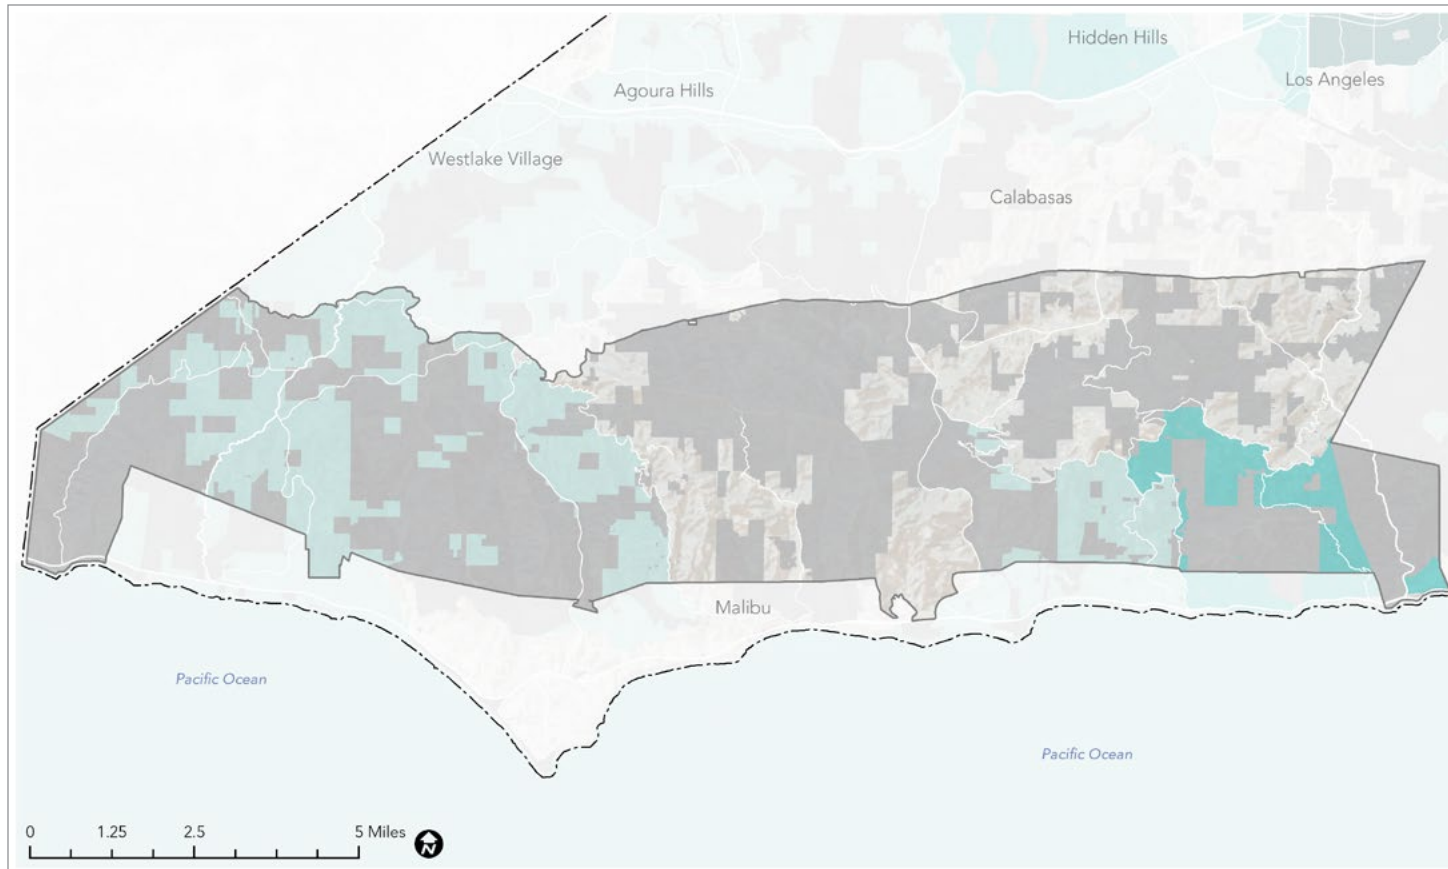 Hidden Hills
Los Angeles
Agoura Hills
Westlake Village
Calabasas
Malibu
Pacific Ocean
Pacific Ocean
0 1.25 2.5 5 Miles
N